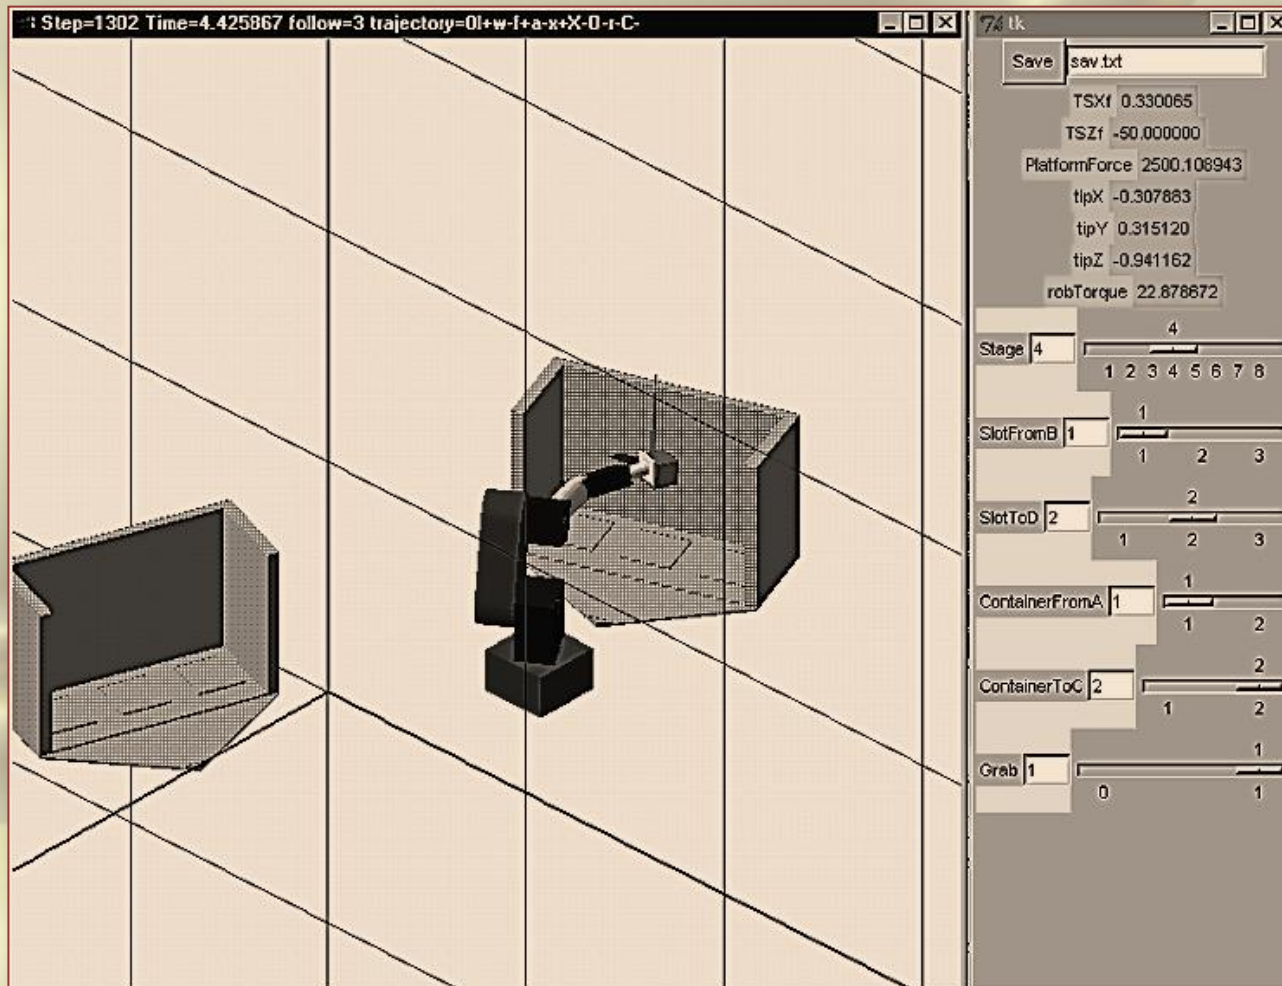 Step=1302 Time=4.425867 follow=3 trajectory=0l+w-f+a-x+X-O-r-C-
tk
Save sav.txt
TSXf 0.330065
TSZf -50.000000
PlatformForce 2500.108943
tipX -0.307883
tipY 0.315120
tipZ -0.941162
robTorque 22.878672
4
Stage 4
1 2 3 4 5 6 7 8
1
SlotFromB 1
1 2 3
2
SlotToD 2
1 2 3
1
ContainerFromA 1
1 2
2
ContainerToC 2
1 2
1
Grab 1
0 1